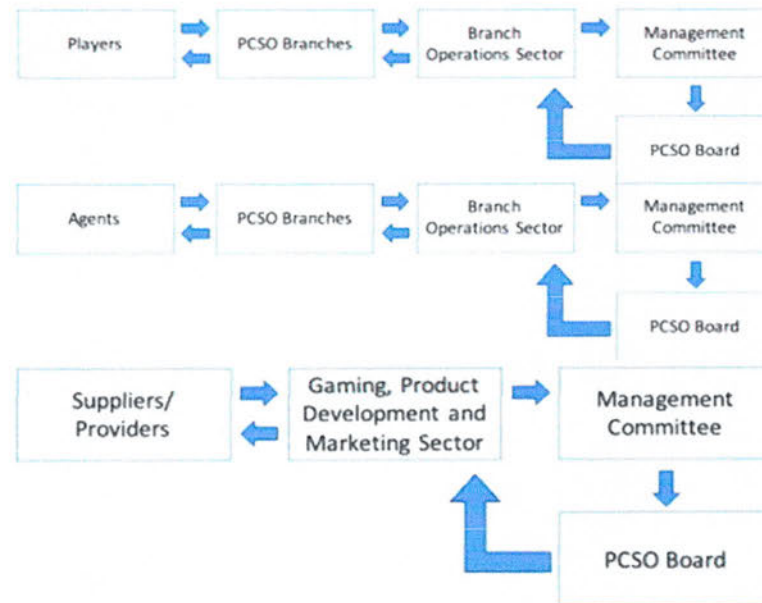 Players
PCSO Branches
Branch
Operations Sector
Management
Committee
PCSO Board
Agents
PCSO Branches
Branch
Operations Sector
Management
Committee
PCSO Board
Suppliers/
Providers
Gaming, Product
Development and
Marketing Sector
Management
Committee
PCSO Board